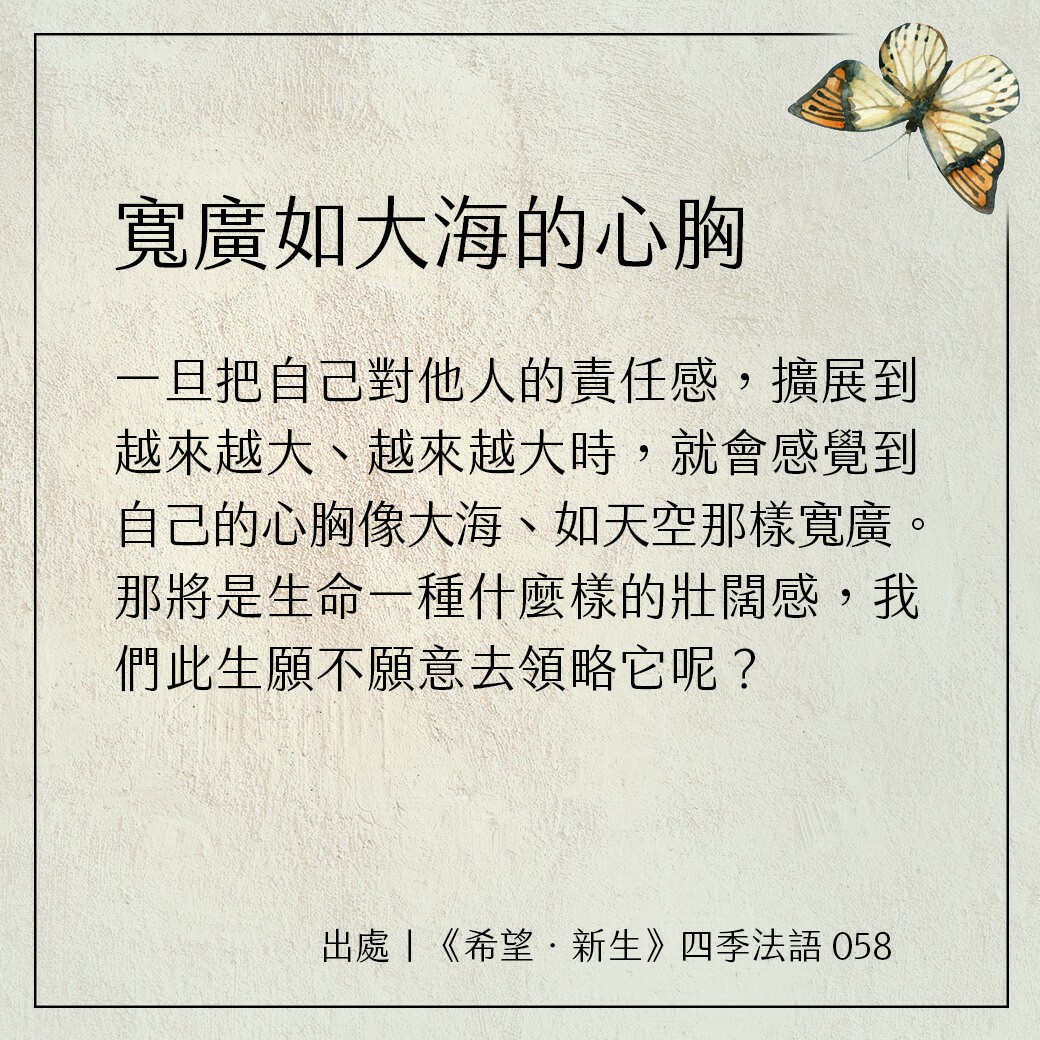 寬廣如大海的心胸
一旦把自己對他人的責任感，擴展到
越來越大、越來越大時，就會感覺到
自己的心胸像大海、如天空那樣寬廣。
那將是生命一種什麼樣的壯闊感，我
們此生願不願意去領略它呢？
出處｜《希望・新生》四季法語 058